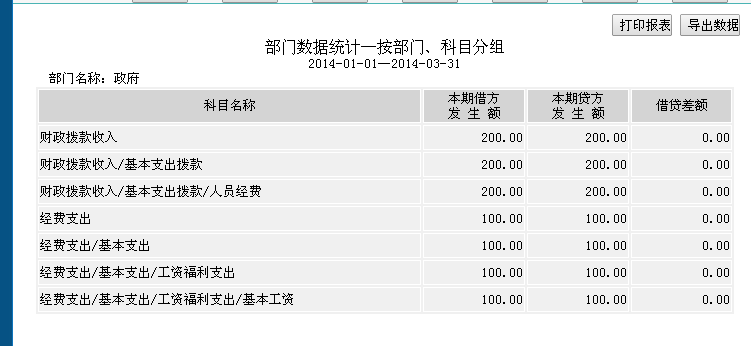 打印报表 导出数据
部门数据统计—按部门、科目分组
2014-01-01—2014-03-31
部门名称：政府
科目名称 本期借方 发 生 额 本期贷方 发 生 额 借贷差额
财政拨款收入 200.00 200.00 0.00
财政拨款收入/基本支出拨款 200.00 200.00 0.00
财政拨款收入/基本支出拨款/人员经费 200.00 200.00 0.00
经费支出 100.00 100.00 0.00
经费支出/基本支出 100.00 100.00 0.00
经费支出/基本支出/工资福利支出 100.00 100.00 0.00
经费支出/基本支出/工资福利支出/基本工资 100.00 100.00 0.00